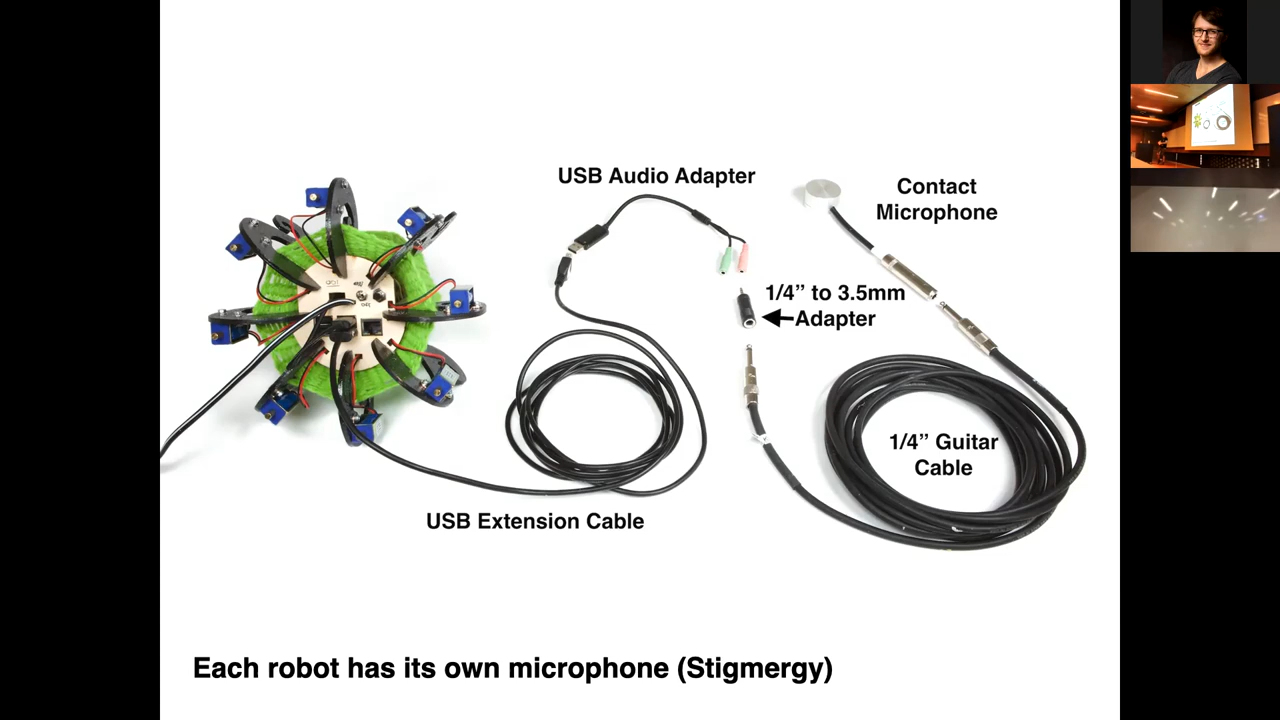 USB Audio Adapter
Contact
Microphone
1/4” to 3.5mm
Adapter
1/4” Guitar
Cable
USB Extension Cable
Each robot has its own microphone (Stigmergy)